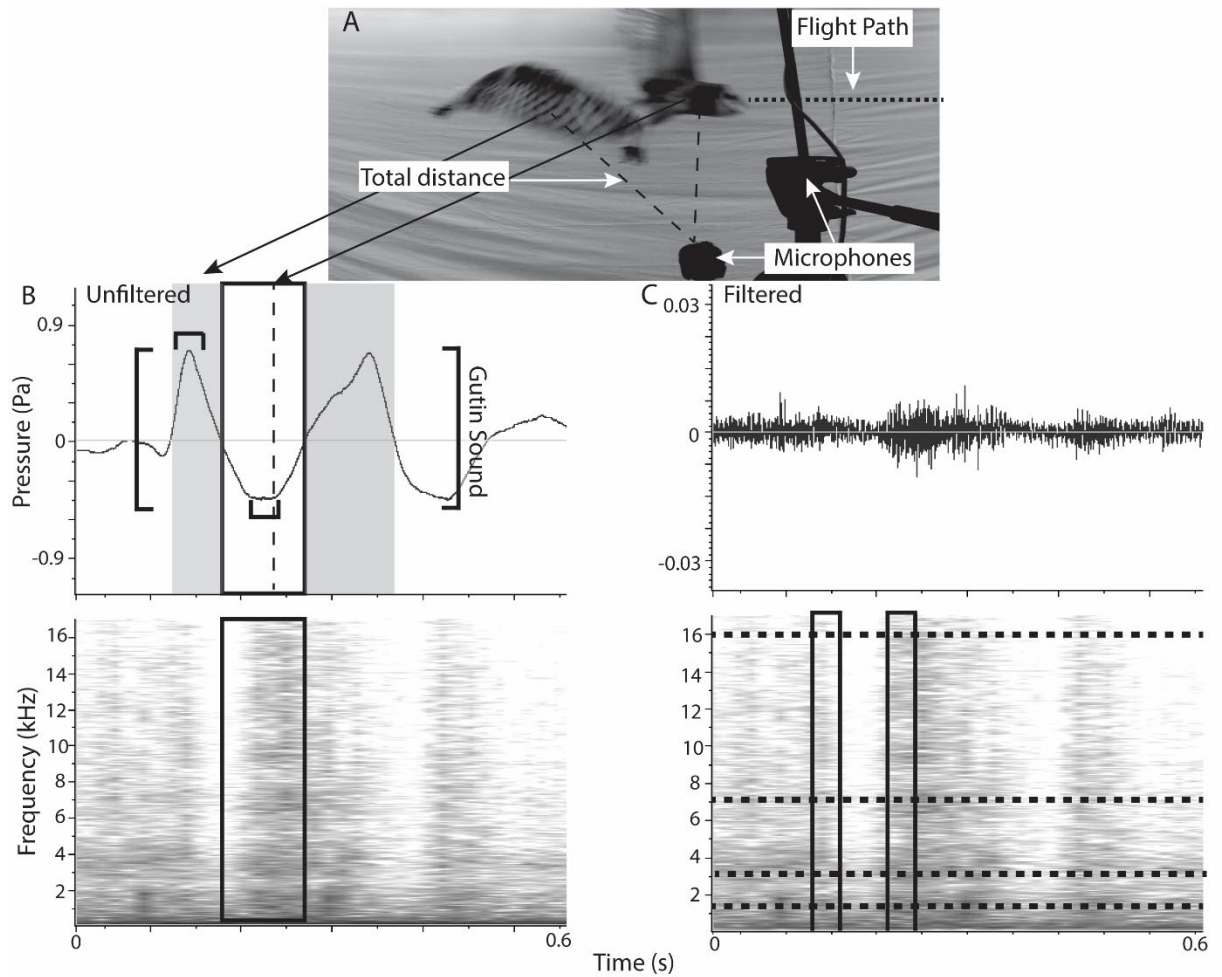 A
Flight Path
Total distance
Microphones
B
Unfiltered
C
Filtered
Pressure (Pa)
0.9
0
-0.9
Gutin Sound
0.03
0
-0.03
Frequency (kHz)
16
14
12
10
8
6
4
2
0
0.6
16
14
12
10
8
6
4
2
0
0.6
Time (s)